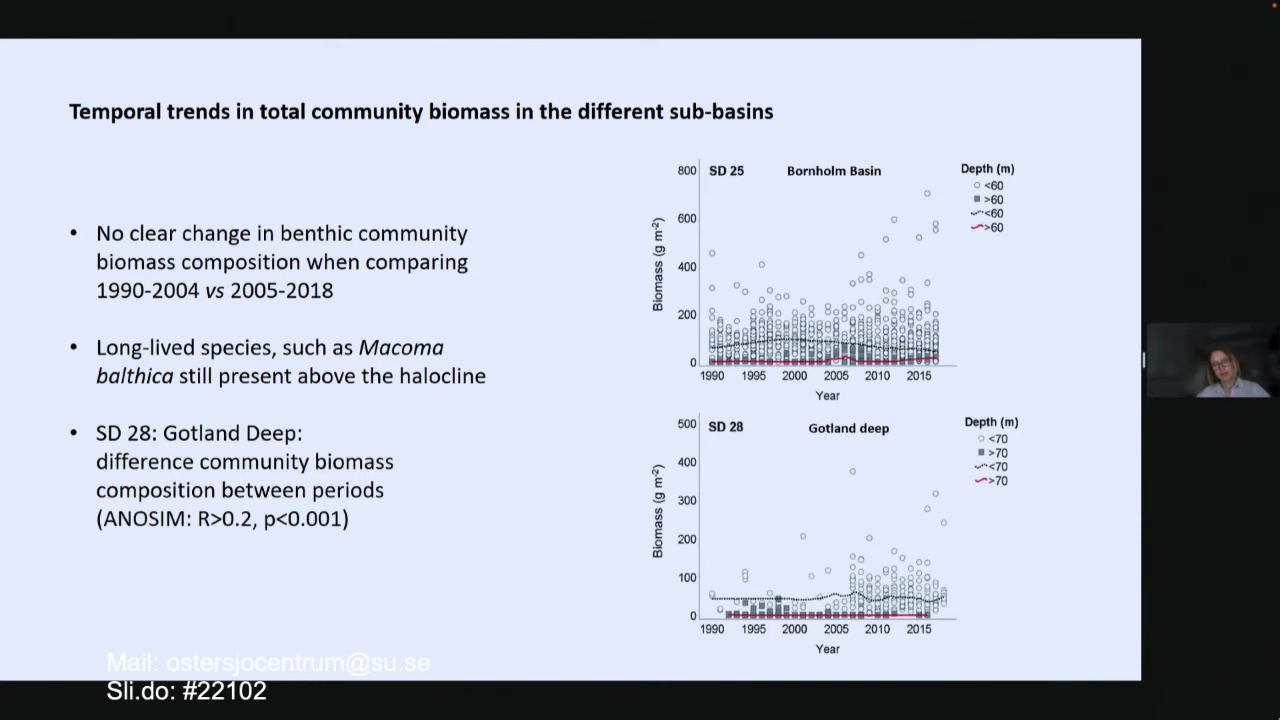 Temporal trends in total community biomass in the different sub-basins
• No clear change in benthic community
biomass composition when comparing
1990-2004 vs 2005-2018
• Long-lived species, such as Macoma
balthica still present above the halocline
• SD 28: Gotland Deep:
difference community biomass
composition between periods
(ANOSIM: R>0.2, p<0.001)
SD 25 Bornholm Basin
Depth (m)
<60
>60
<60
>60
Biomass (g m-2)
800
600
400
200
0
1990 1995 2000 2005 2010 2015
Year
SD 28 Gotland deep
Depth (m)
<70
>70
<70
>70
Biomass (g m-2)
500
400
300
200
100
0
1990 1995 2000 2005 2010 2015
Year
Mail: ostersjocentrum@su.se
Sli.do: #22102